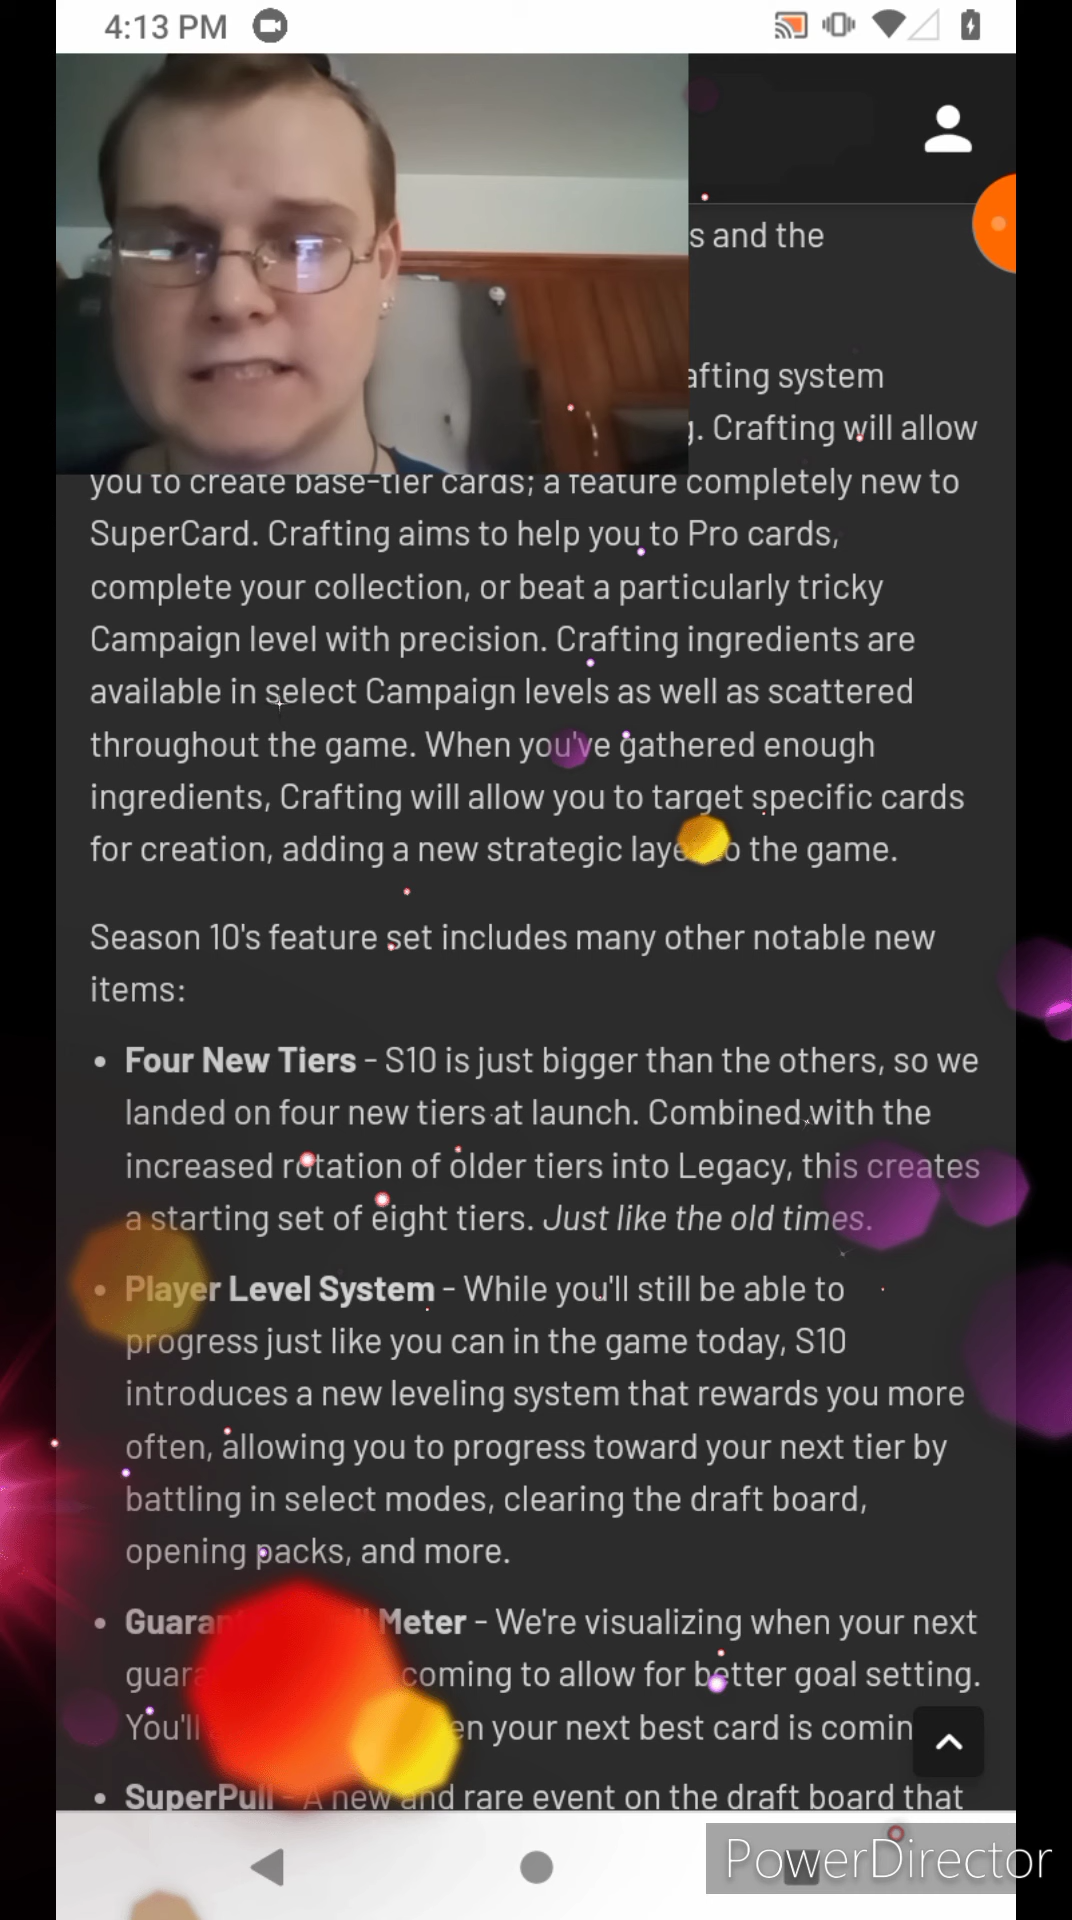 4:13 PM
s and the
afting system
. Crafting will allow
you to create base-tier cards; a feature completely new to
SuperCard. Crafting aims to help you to Pro cards,
complete your collection, or beat a particularly tricky
Campaign level with precision. Crafting ingredients are
available in select Campaign levels as well as scattered
throughout the game. When you've gathered enough
ingredients, Crafting will allow you to target specific cards
for creation, adding a new strategic laye o the game.
Season 10's feature set includes many other notable new
items:
• Four New Tiers - S10 is just bigger than the others, so we
landed on four new tiers at launch. Combined with the
increased rotation of older tiers into Legacy, this creates
a starting set of eight tiers. Just like the old times.
• Player Level System - While you'll still be able to
progress just like you can in the game today, S10
introduces a new leveling system that rewards you more
often, allowing you to progress toward your next tier by
battling in select modes, clearing the draft board,
opening packs, and more.
• Guaran Meter - We're visualizing when your next
guara coming to allow for better goal setting.
You'll en your next best card is comin
• SuperPull - A new and rare event on the draft board that
PowerDirector